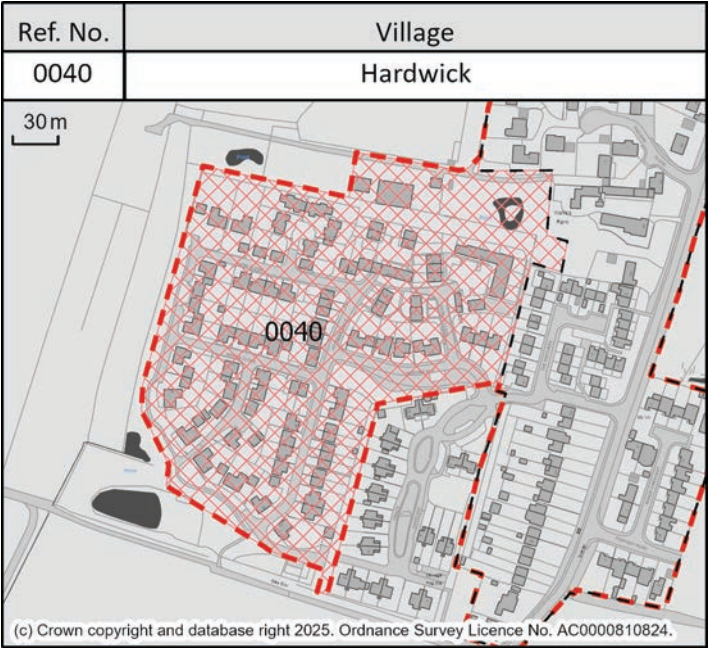 Ref. No. Village
0040 Hardwick
30 m
0040
(c) Crown copyright and database right 2025. Ordnance Survey Licence No. AC0000810824.